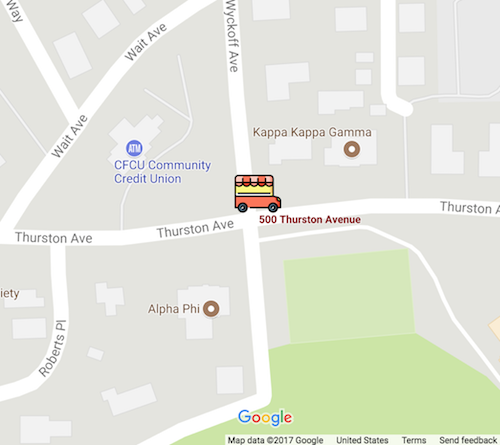 Way
Wait Ave
Wyckoff Ave
Wait Ave
Kappa Kappa Gamma
ATM
CFCU Community
Credit Union
500 Thurston Avenue
Thurston A
Thurston Ave
Thurston Ave
iety
Alpha Phi
Roberts Pl
Google
Map data ©2017 Google United States Terms Send feedback